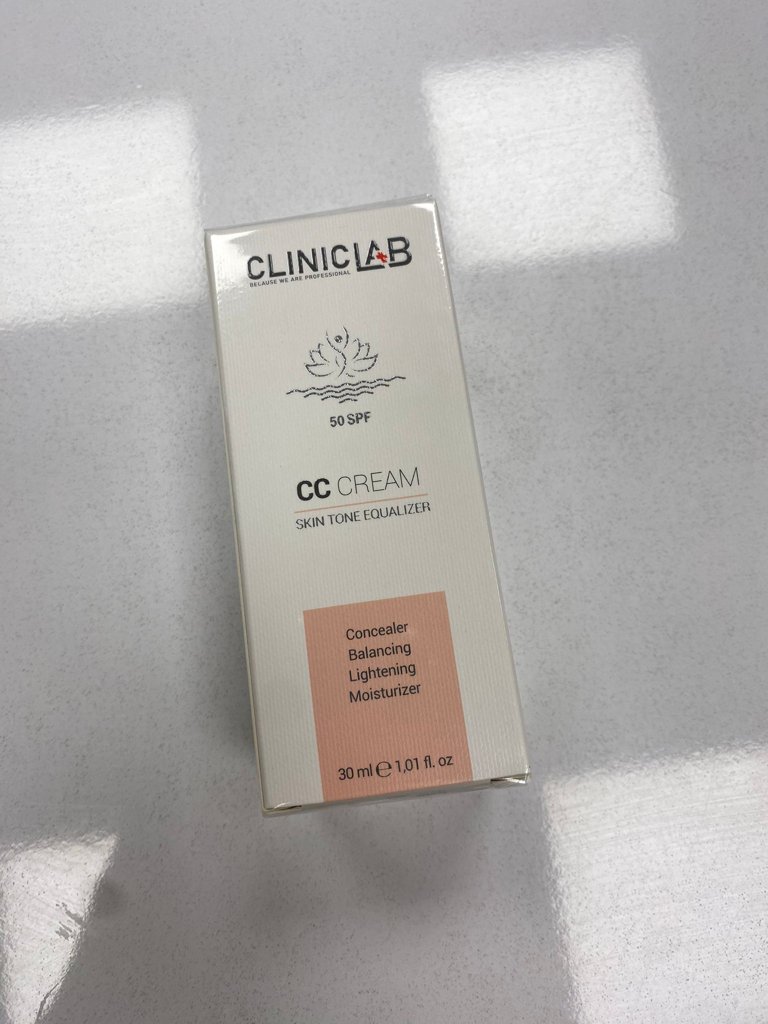 CLINICLAB
BECAUSE WE ARE PROFESSIONAL
50 SPF
CC CREAM
SKIN TONE EQUALIZER
Concealer
Balancing
Lightening
Moisturizer
30 ml ℮ 1,01 fl. oz